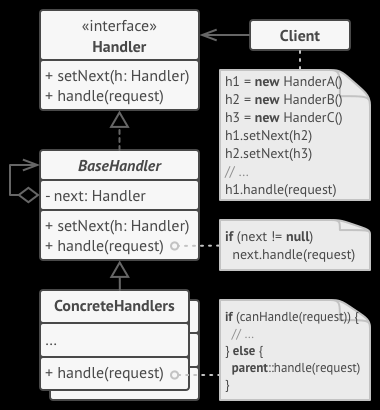 «interface»
Handler
+ setNext(h: Handler)
+ handle(request)
Client
h1 = new HanderA()
h2 = new HanderB()
h3 = new HanderC()
h1.setNext(h2)
h2.setNext(h3)
// ...
h1.handle(request)
BaseHandler
- next: Handler
+ setNext(h: Handler)
+ handle(request)
if (next != null)
next.handle(request)
ConcreteHandlers
...
+ handle(request)
if (canHandle(request)) {
// ...
} else {
parent::handle(request)
}